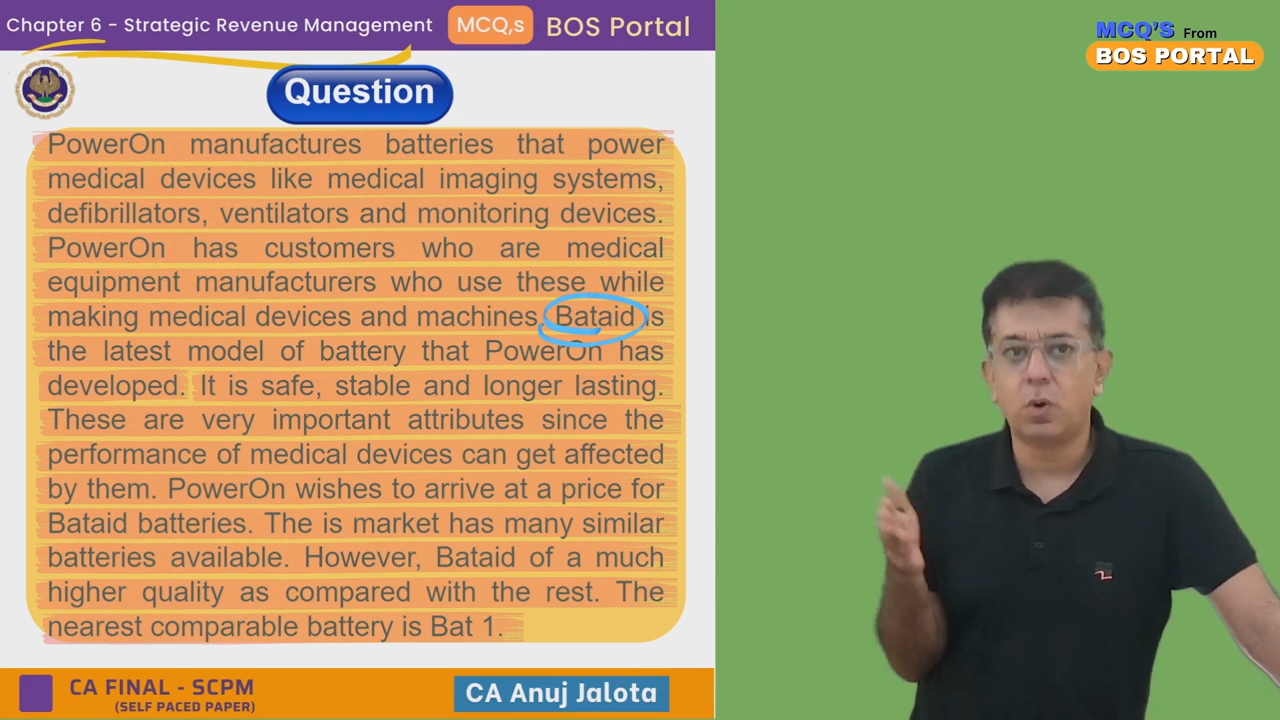 Chapter 6 - Strategic Revenue Management
MCQ,s
BOS Portal
MCQ'S From
BOS PORTAL
Question
PowerOn manufactures batteries that power
medical devices like medical imaging systems,
defibrillators, ventilators and monitoring devices.
PowerOn has customers who are medical
equipment manufacturers who use these while
making medical devices and machines. Bataid is
the latest model of battery that PowerOn has
developed. It is safe, stable and longer lasting.
These are very important attributes since the
performance of medical devices can get affected
by them. PowerOn wishes to arrive at a price for
Bataid batteries. The is market has many similar
batteries available. However, Bataid of a much
higher quality as compared with the rest. The
nearest comparable battery is Bat 1.
CA FINAL - SCPM
(SELF PACED PAPER)
CA Anuj Jalota